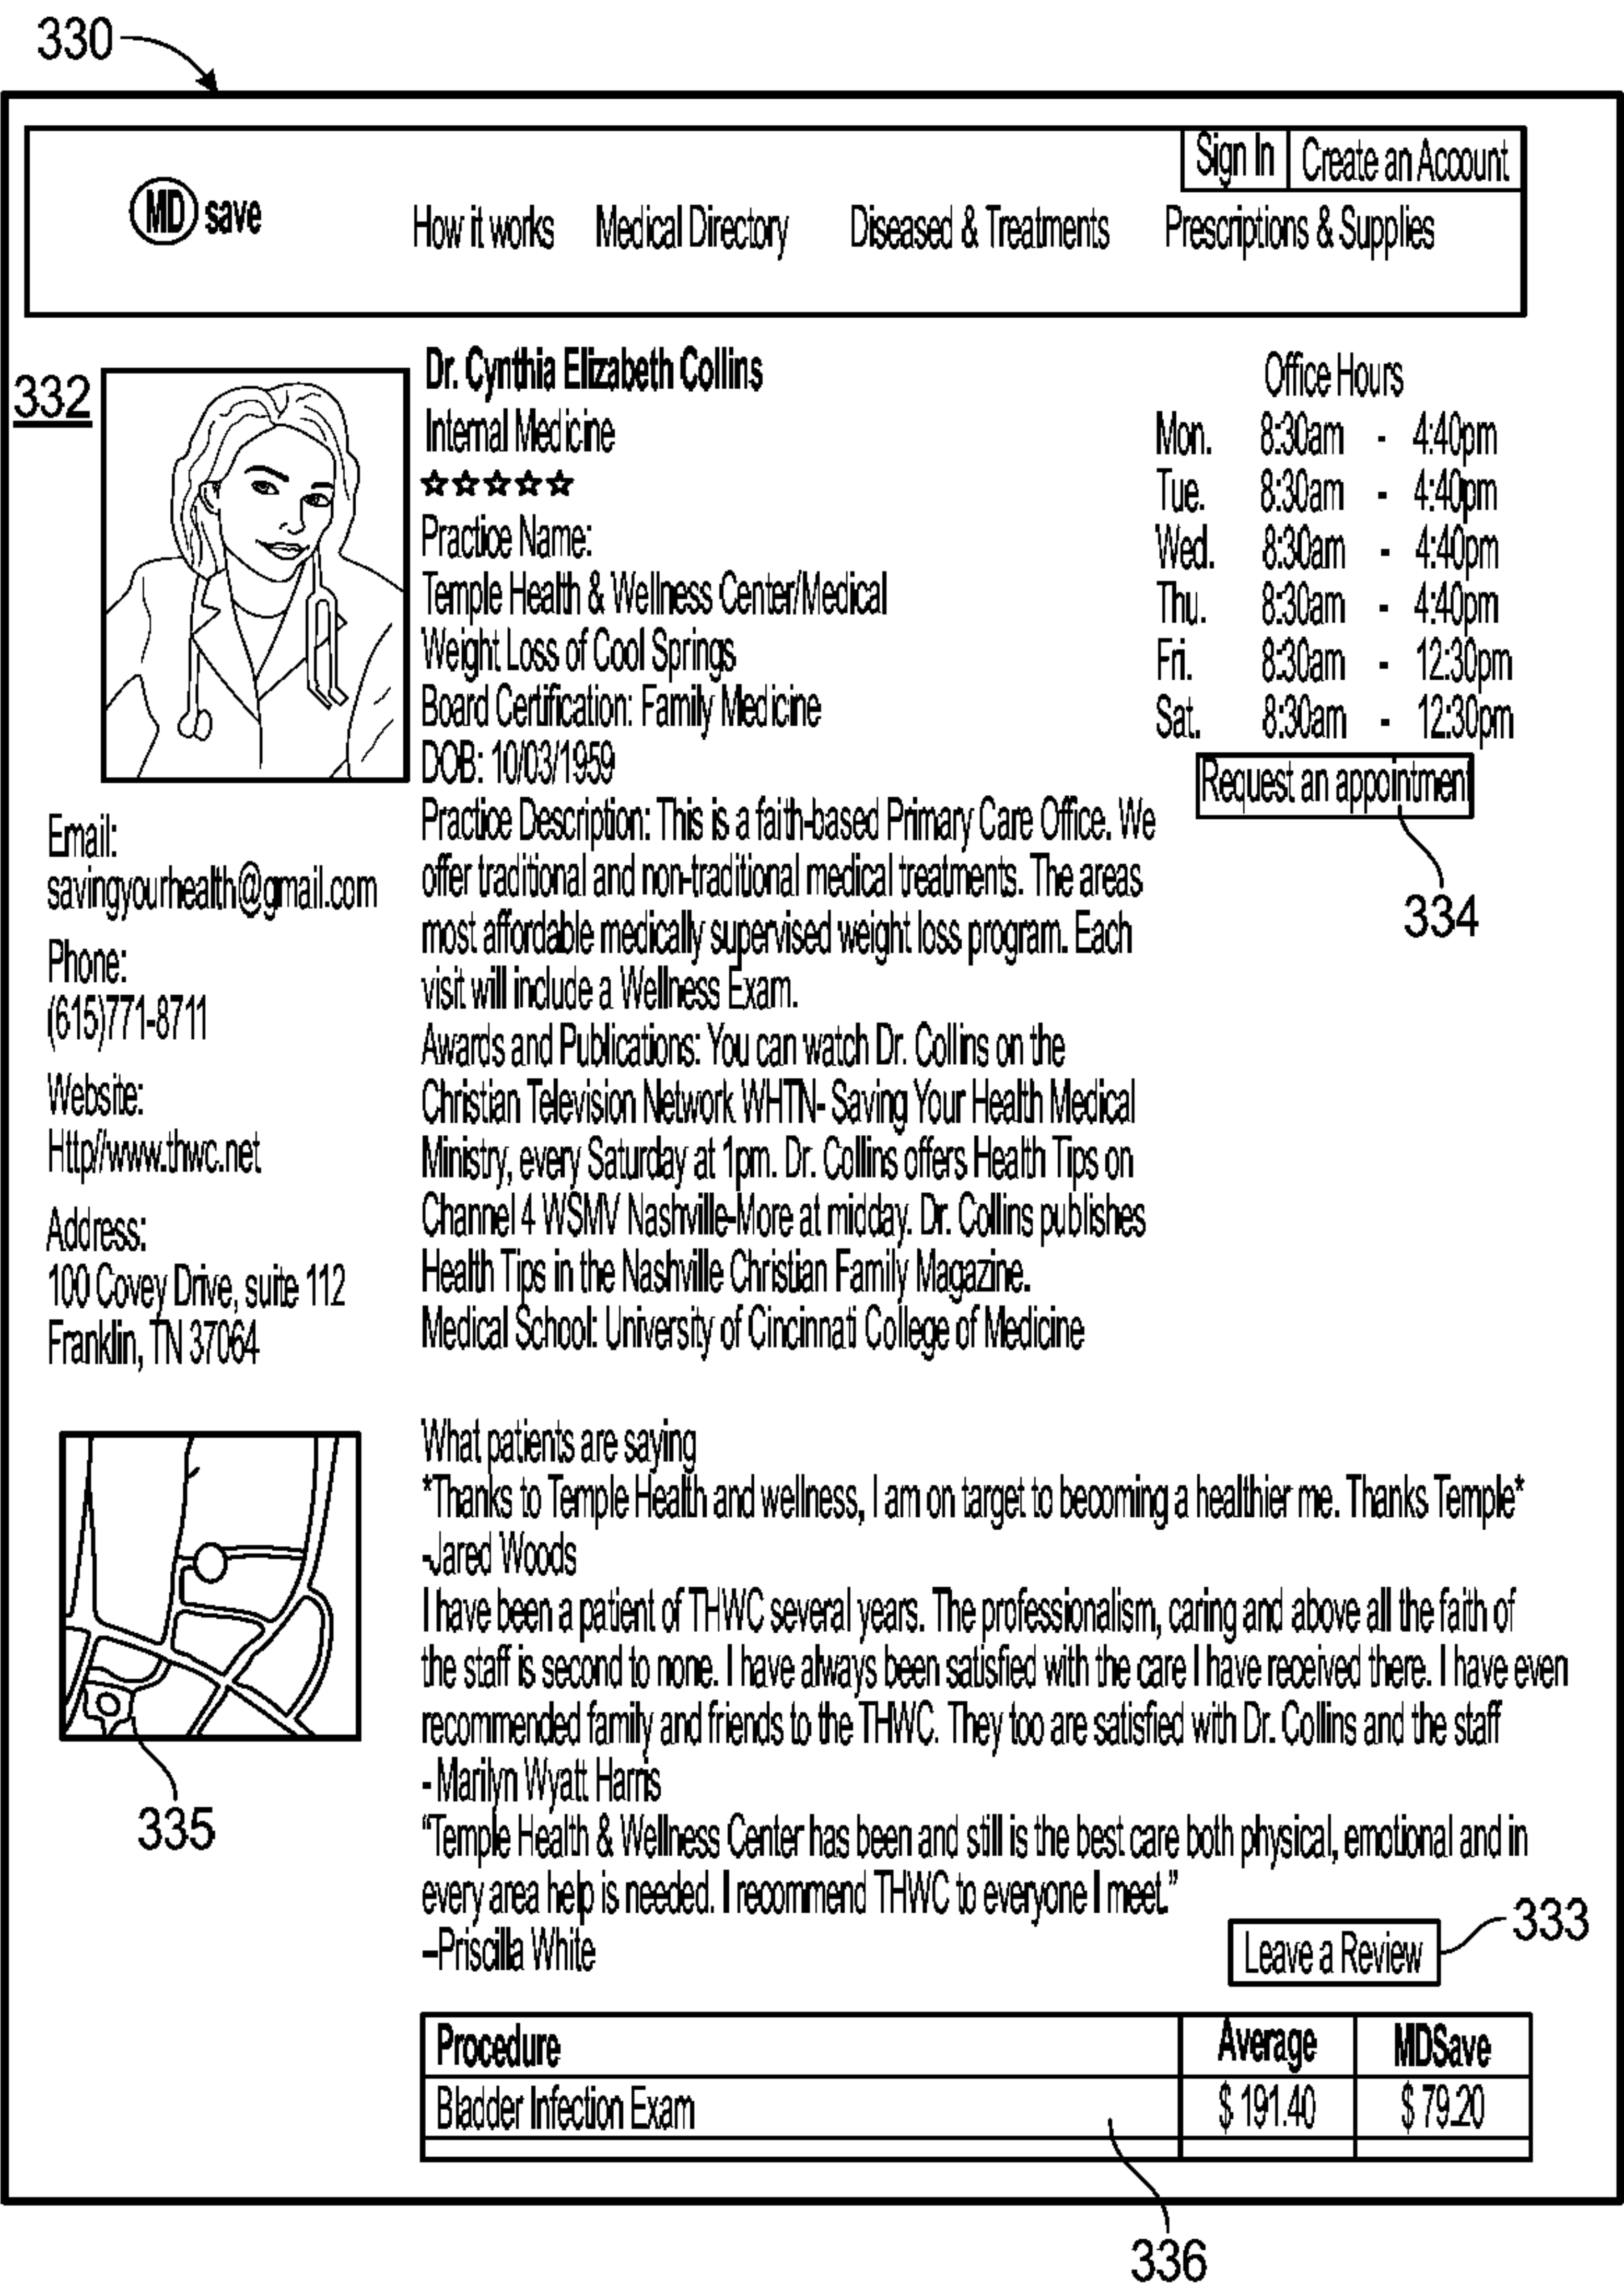 330
Sign In Create an Account
MD save How it works Medical Directory Diseased & Treatments Prescriptions & Supplies
332
Dr. Cynthia Elizabeth Collins
Internal Medicine
☆☆☆☆☆
Practice Name:
Temple Health & Wellness Center/Medical
Weight Loss of Cool Springs
Board Certification: Family Medicine
DOB: 10/03/1959
Practice Description: This is a faith-based Primary Care Office. We
offer traditional and non-traditional medical treatments. The areas
most affordable medically supervised weight loss program. Each
visit will include a Wellness Exam.
Awards and Publications: You can watch Dr. Collins on the
Christian Television Network WHTN- Saving Your Health Medical
Ministry, every Saturday at 1pm. Dr. Collins offers Health Tips on
Channel 4 WSMV Nashville-More at midday. Dr. Collins publishes
Health Tips in the Nashville Christian Family Magazine.
Medical School: University of Cincinnati College of Medicine
Office Hours
Mon. 8:30am - 4:40pm
Tue. 8:30am - 4:40pm
Wed. 8:30am - 4:40pm
Thu. 8:30am - 4:40pm
Fri. 8:30am - 12:30pm
Sat. 8:30am - 12:30pm
Request an appointment
334
Email:
savingyourhealth@gmail.com
Phone:
(615)771-8711
Website:
Http//www.thwc.net
Address:
100 Covey Drive, suite 112
Franklin, TN 37064
335
What patients are saying
*Thanks to Temple Health and wellness, I am on target to becoming a healthier me. Thanks Temple*
-Jared Woods
I have been a patient of THWC several years. The professionalism, caring and above all the faith of
the staff is second to none. I have always been satisfied with the care I have received there. I have even
recommended family and friends to the THWC. They too are satisfied with Dr. Collins and the staff
- Marilyn Wyatt Harris
“Temple Health & Wellness Center has been and still is the best care both physical, emotional and in
every area help is needed. I recommend THWC to everyone I meet.”
–Priscilla White
Leave a Review
333
Procedure Average MDSave
Bladder Infection Exam $ 191.40 $ 79.20
336